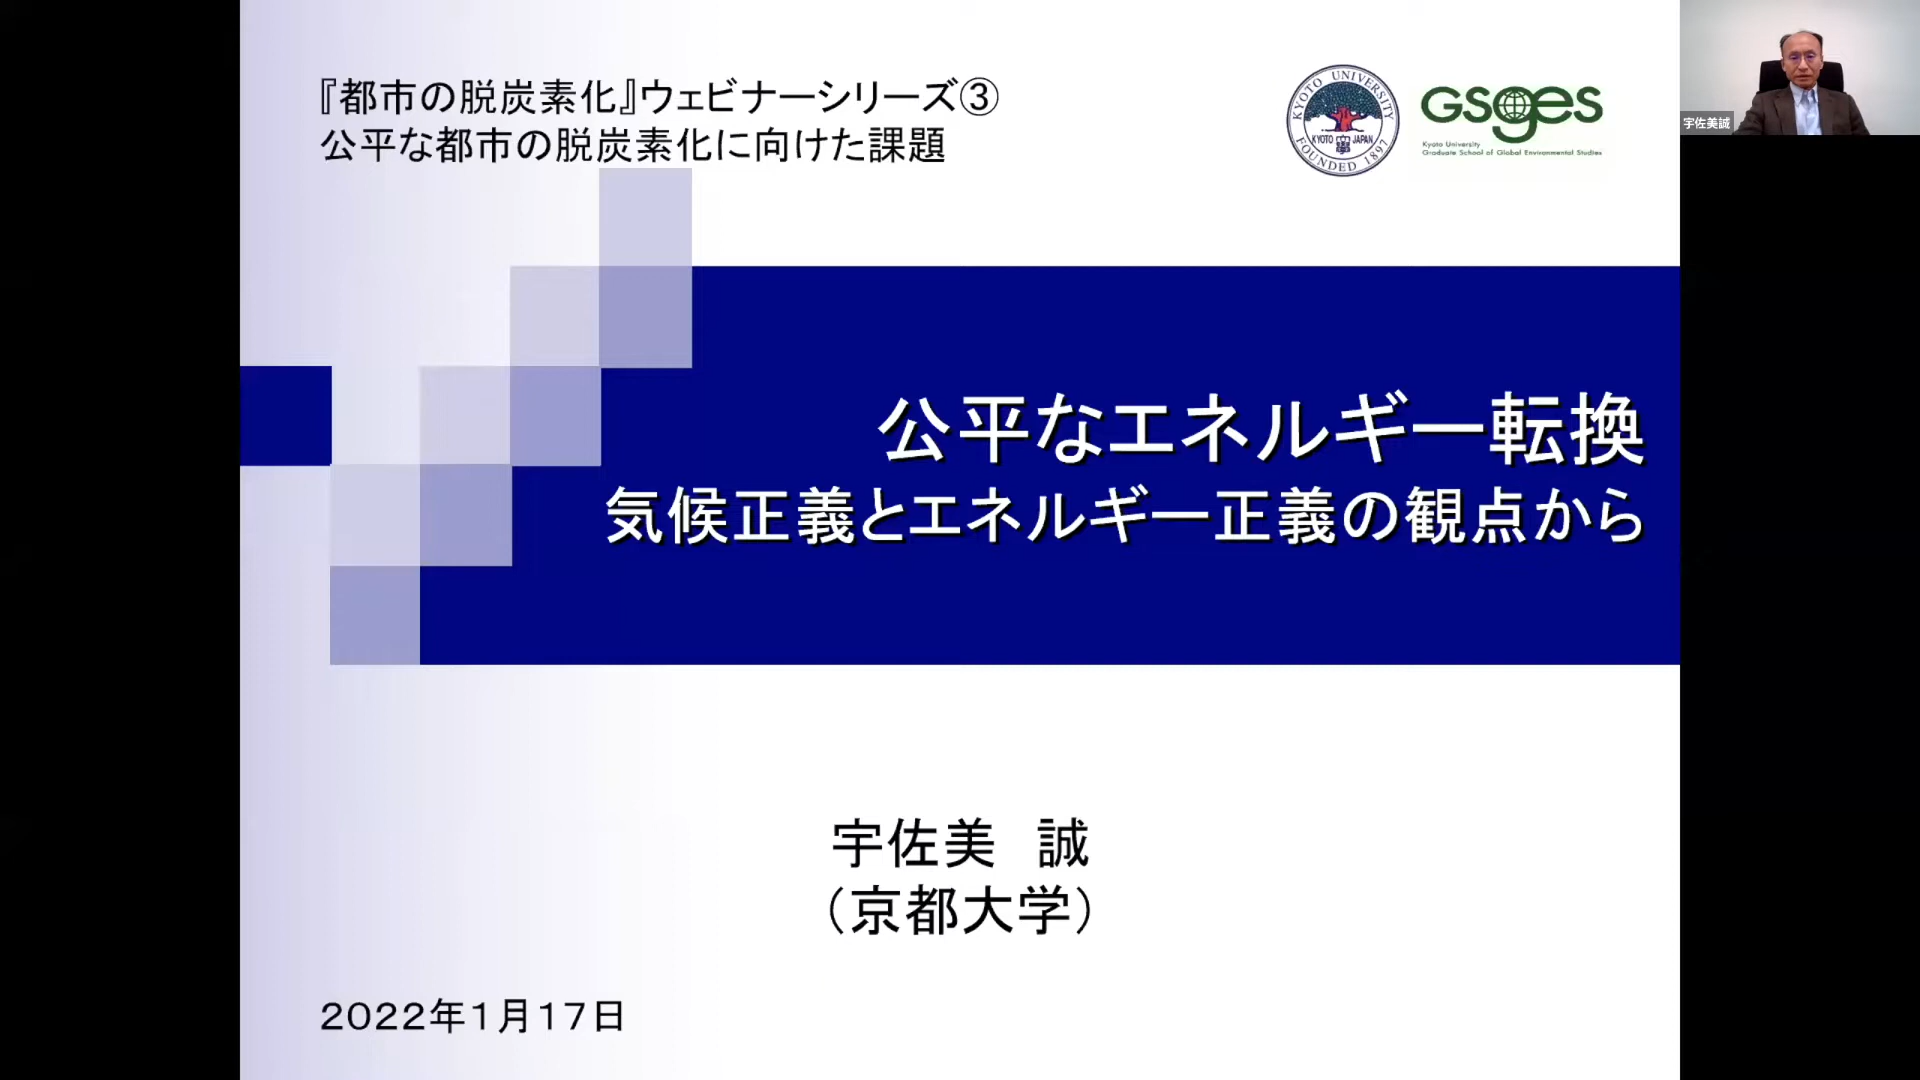 『都市の脱炭素化』ウェビナーシリーズ③
公平な都市の脱炭素化に向けた課題
KYOTO UNIVERSITY
KYOTO JAPAN
FOUNDED 1897
GSges
Kyoto University
Graduate School of Global Environmental Studies
宇佐美誠
公平なエネルギー転換
気候正義とエネルギー正義の観点から
宇佐美　誠
（京都大学）
２０２２年１月１７日